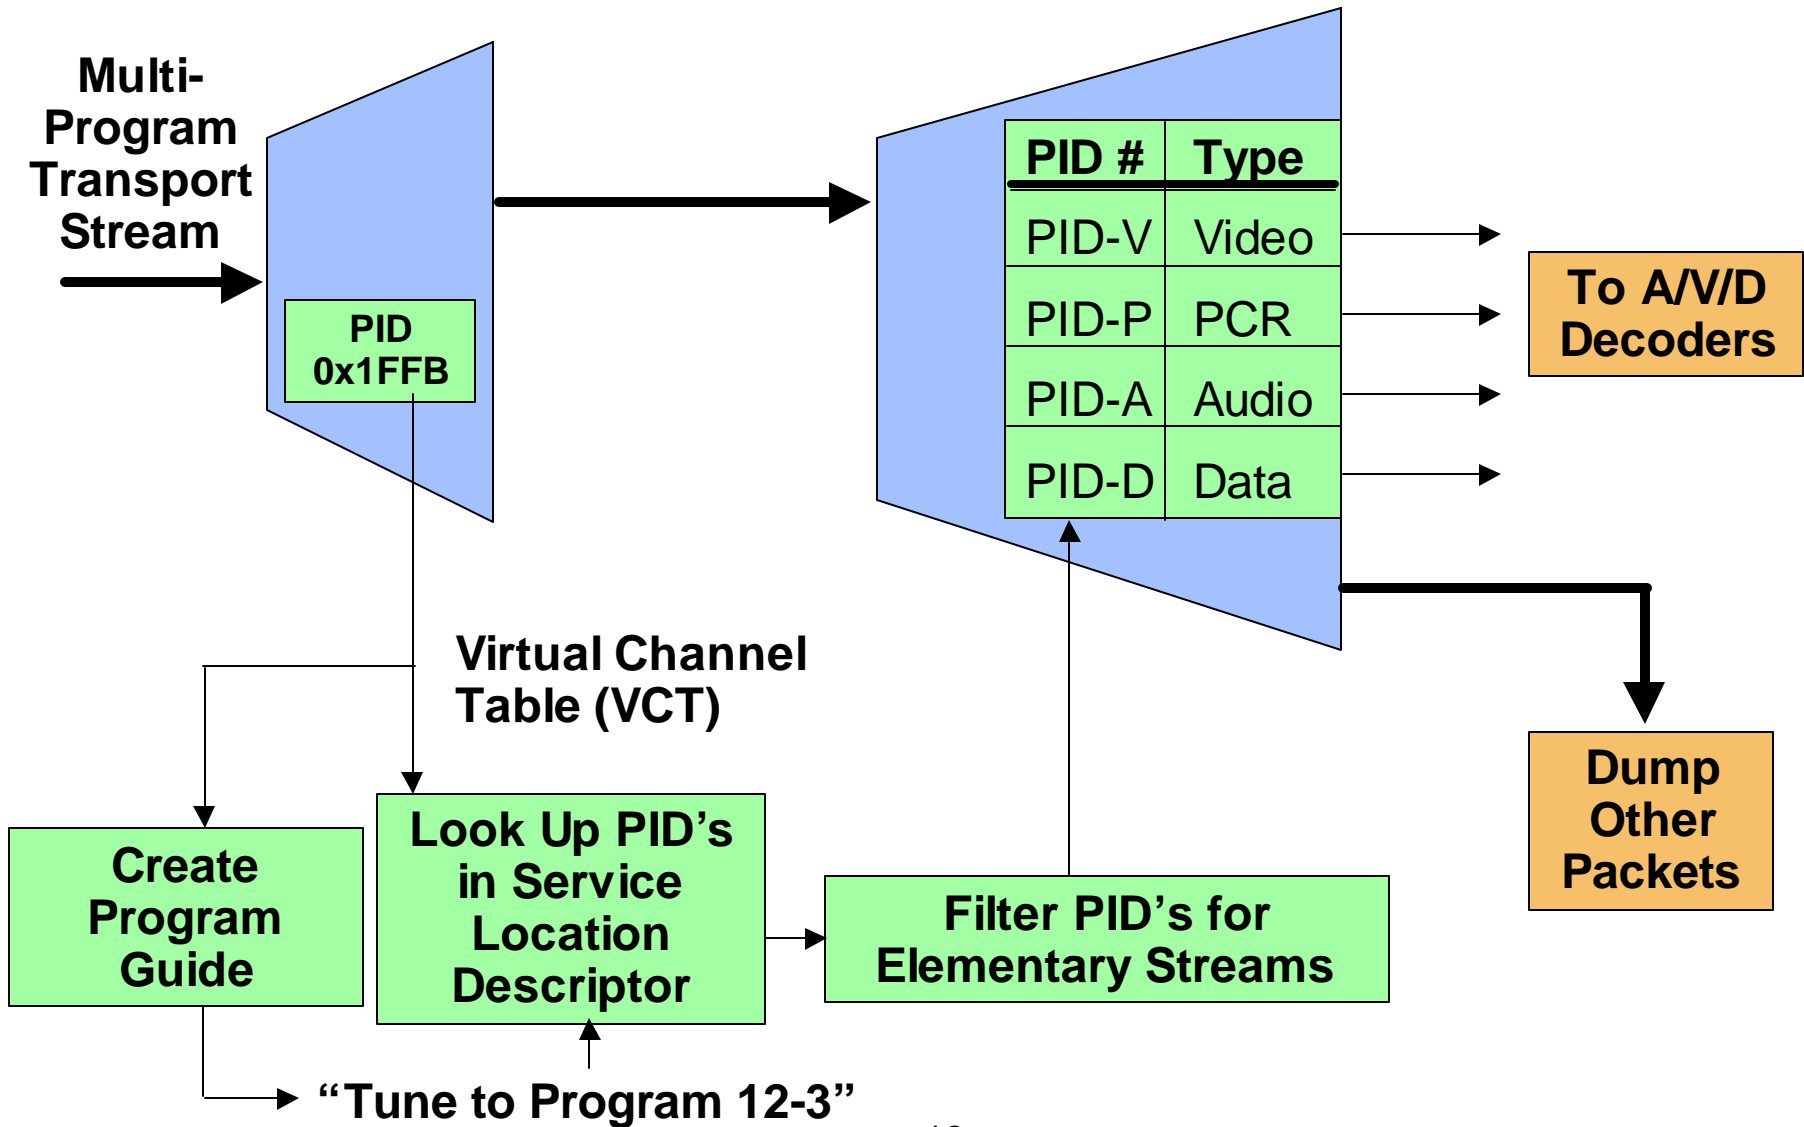 Multi-
Program
Transport
Stream
PID
0x1FFB
PID # Type
PID-V Video
PID-P PCR
PID-A Audio
PID-D Data
To A/V/D
Decoders
Virtual Channel
Table (VCT)
Dump
Other
Packets
Create
Program
Guide
Look Up PID’s
in Service
Location
Descriptor
Filter PID’s for
Elementary Streams
“Tune to Program 12-3”